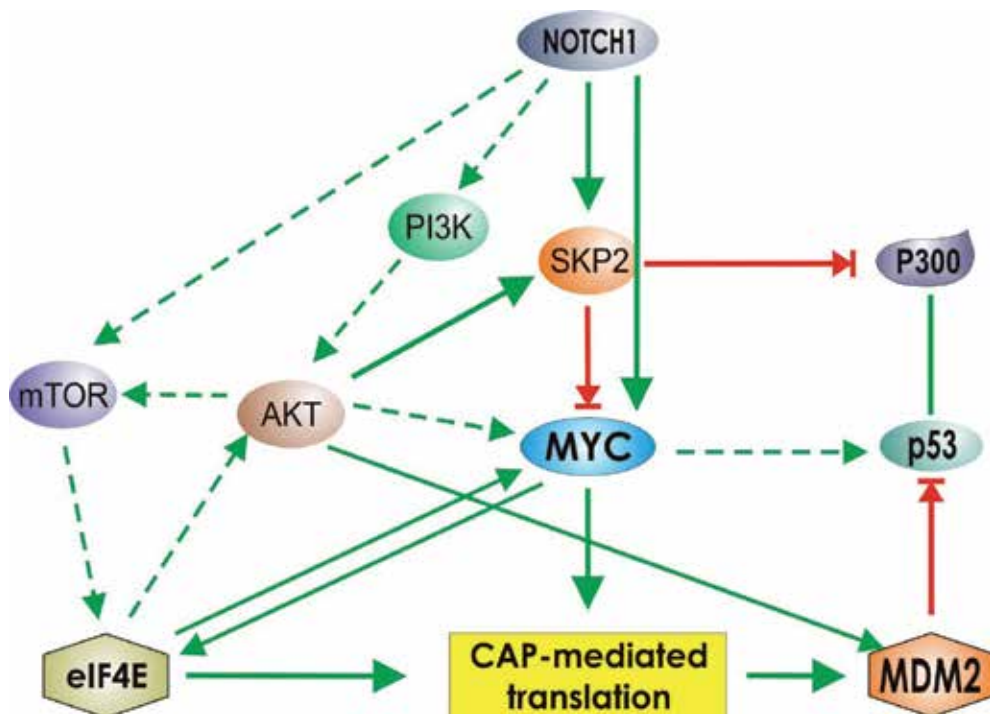 NOTCH1
PI3K
SKP2
P300
mTOR
AKT
MYC
p53
eIF4E
CAP-mediated
translation
MDM2